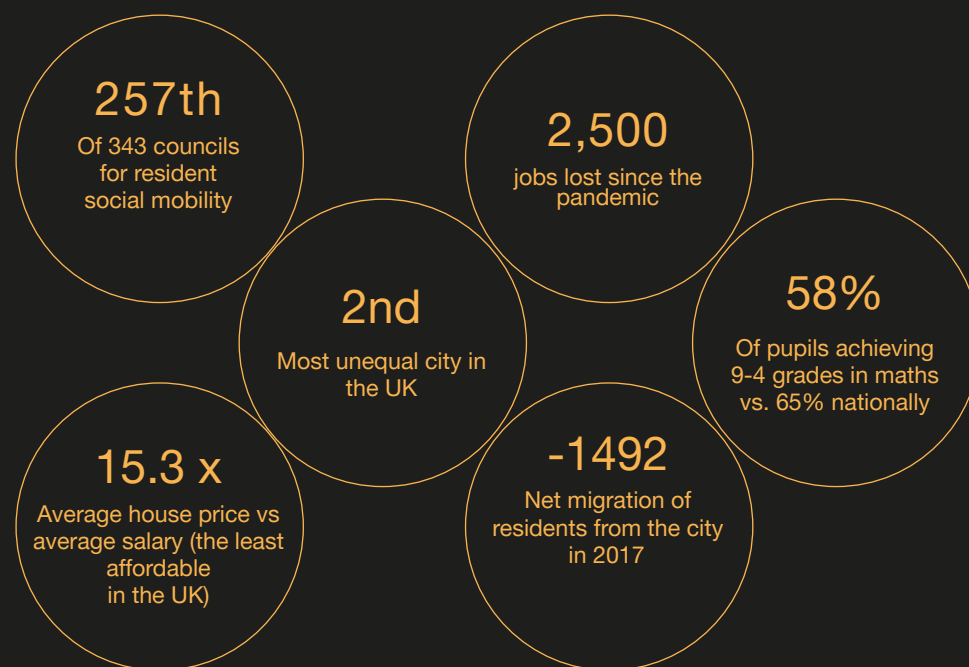 257th
Of 343 councils
for resident
social mobility
2,500
jobs lost since the
pandemic
2nd
Most unequal city in
the UK
58%
Of pupils achieving
9-4 grades in maths
vs. 65% nationally
15.3 x
Average house price vs
average salary (the least
affordable
in the UK)
-1492
Net migration of
residents from the city
in 2017